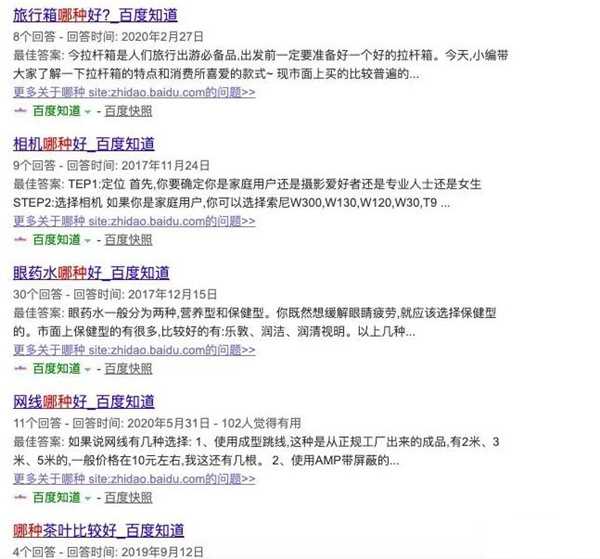 旅行箱哪种好?_百度知道
8个回答 - 回答时间: 2020年2月27日
最佳答案: 今拉杆箱是人们旅行出游必备品,出发前一定要准备好一个好的拉杆箱。今天,小编带
大家了解一下拉杆箱的特点和消费所喜爱的款式~ 现市面上买的比较普遍的...
更多关于哪种 site:zhidao.baidu.com的问题>>
百度知道 - 百度快照
相机哪种好_百度知道
9个回答 - 回答时间: 2017年11月24日
最佳答案: TEP1:定位 首先,你要确定你是家庭用户还是摄影爱好者还是专业人士还是女生
STEP2:选择相机 如果你是家庭用户,你可以选择索尼W300,W130,W120,W30,T9 ...
更多关于哪种 site:zhidao.baidu.com的问题>>
百度知道 - 百度快照
眼药水哪种好_百度知道
30个回答 - 回答时间: 2017年12月15日
最佳答案: 眼药水一般分为两种,营养型和保健型。你既然想缓解眼睛疲劳,就应该选择保健型
的。市面上保健型的有很多,比较好的有:乐敦、润洁、润清视明。以上几种...
更多关于哪种 site:zhidao.baidu.com的问题>>
百度知道 - 百度快照
网线哪种好_百度知道
11个回答 - 回答时间: 2020年5月31日 - 102人觉得有用
最佳答案: 如果说网线有几种选择: 1、使用成型跳线,这种是从正规工厂出来的成品,有2米、3
米、5米的,一般价格在10元左右,我这还有几根。 2、使用AMP带屏蔽的...
更多关于哪种 site:zhidao.baidu.com的问题>>
百度知道 - 百度快照
哪种茶叶比较好_百度知道
4个回答 - 回答时间: 2019年9月12日